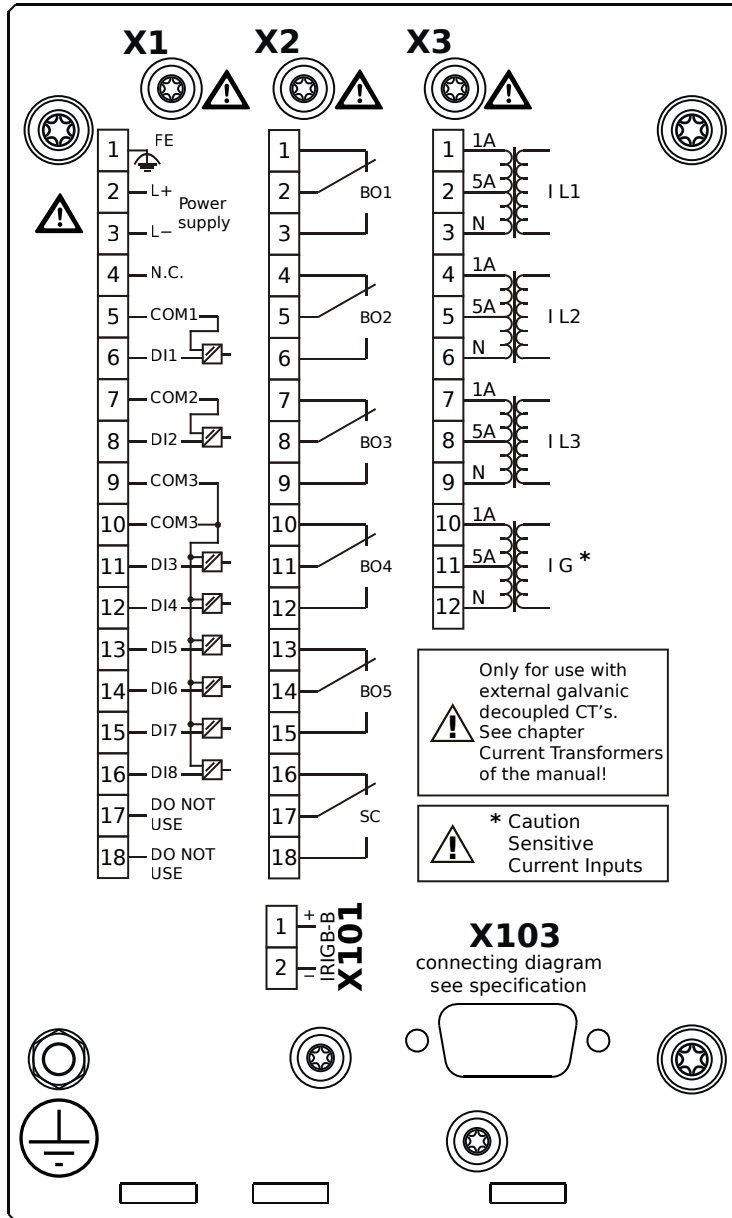 X1 X2 X3
1 FE
2 L+ Power
supply
3 L−
4 N.C.
5 COM1
6 DI1
7 COM2
8 DI2
9 COM3
10 COM3
11 DI3
12 DI4
13 DI5
14 DI6
15 DI7
16 DI8
17 DO NOT
USE
18 DO NOT
USE
1
2 BO1
3
4
5 BO2
6
7
8 BO3
9
10
11 BO4
12
13
14 BO5
15
16
17 SC
18
1 1A
2 5A I L1
3 N
4 1A
5 5A I L2
6 N
7 1A
8 5A I L3
9 N
10 1A
11 5A I G *
12 N
Only for use with
external galvanic
decoupled CT's.
See chapter
Current Transformers
of the manual!
* Caution
Sensitive
Current Inputs
1 +
2 −
IRIGB-B
X101
X103
connecting diagram
see specification